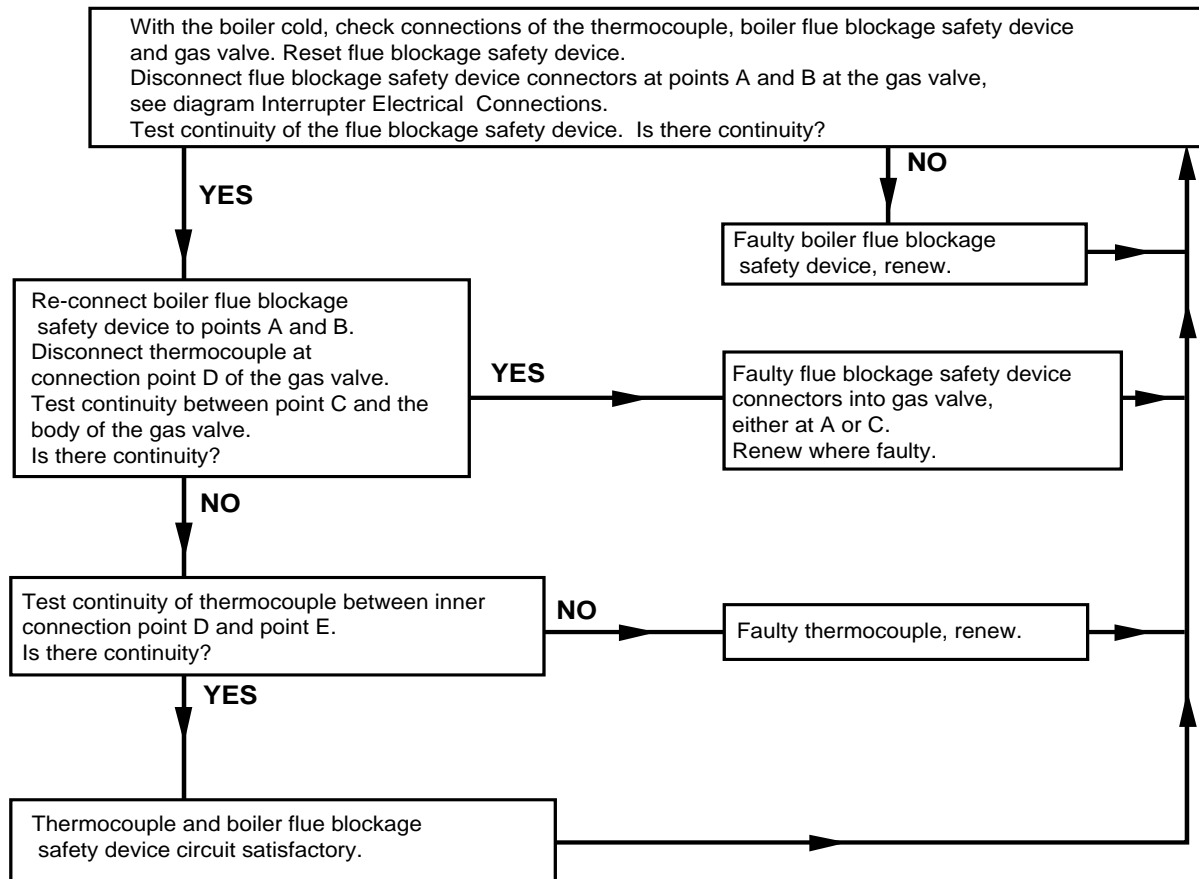 With the boiler cold, check connections of the thermocouple, boiler flue blockage safety device
and gas valve. Reset flue blockage safety device.
Disconnect flue blockage safety device connectors at points A and B at the gas valve,
see diagram Interrupter Electrical Connections.
Test continuity of the flue blockage safety device. Is there continuity?
YES
NO
Faulty boiler flue blockage
safety device, renew.
Re-connect boiler flue blockage
safety device to points A and B.
Disconnect thermocouple at
connection point D of the gas valve.
Test continuity between point C and the
body of the gas valve.
Is there continuity?
YES
Faulty flue blockage safety device
connectors into gas valve,
either at A or C.
Renew where faulty.
NO
Test continuity of thermocouple between inner
connection point D and point E.
Is there continuity?
NO
Faulty thermocouple, renew.
YES
Thermocouple and boiler flue blockage
safety device circuit satisfactory.